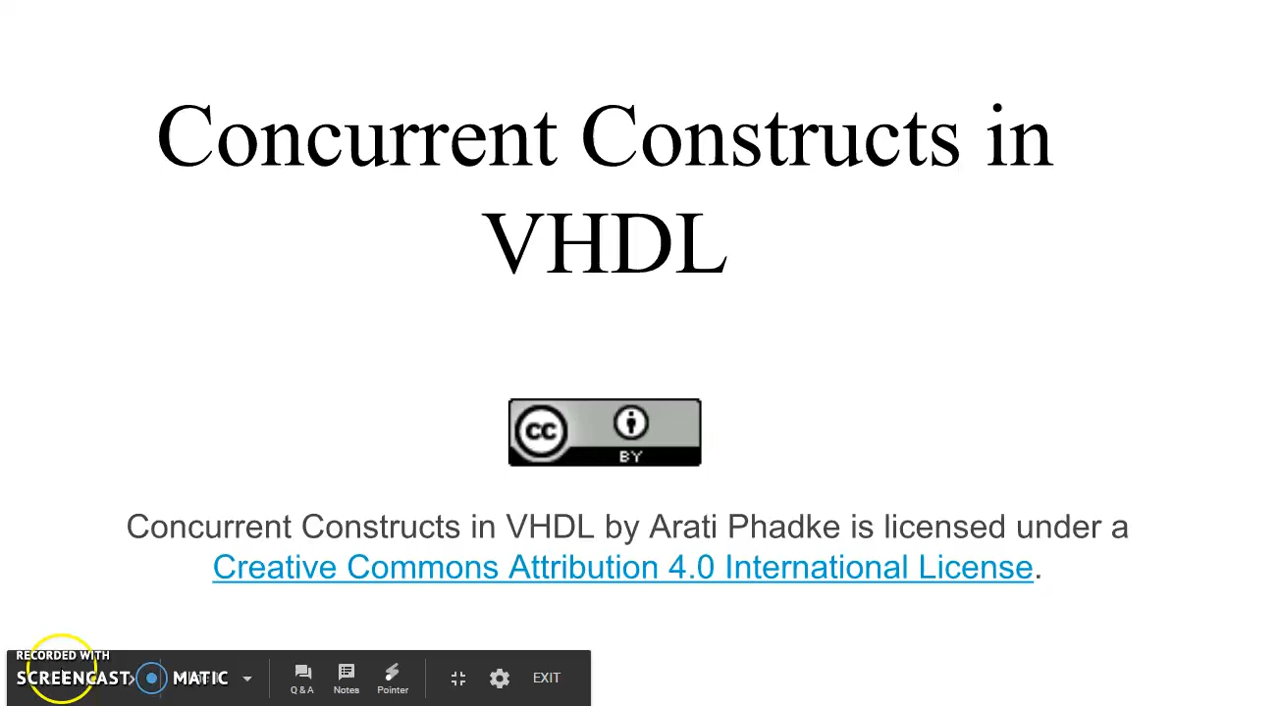 Concurrent Constructs in
VHDL
CC
BY
Concurrent Constructs in VHDL by Arati Phadke is licensed under a
Creative Commons Attribution 4.0 International License.
RECORDED WITH
SCREENCAST MATIC
Q & A
Notes
Pointer
EXIT